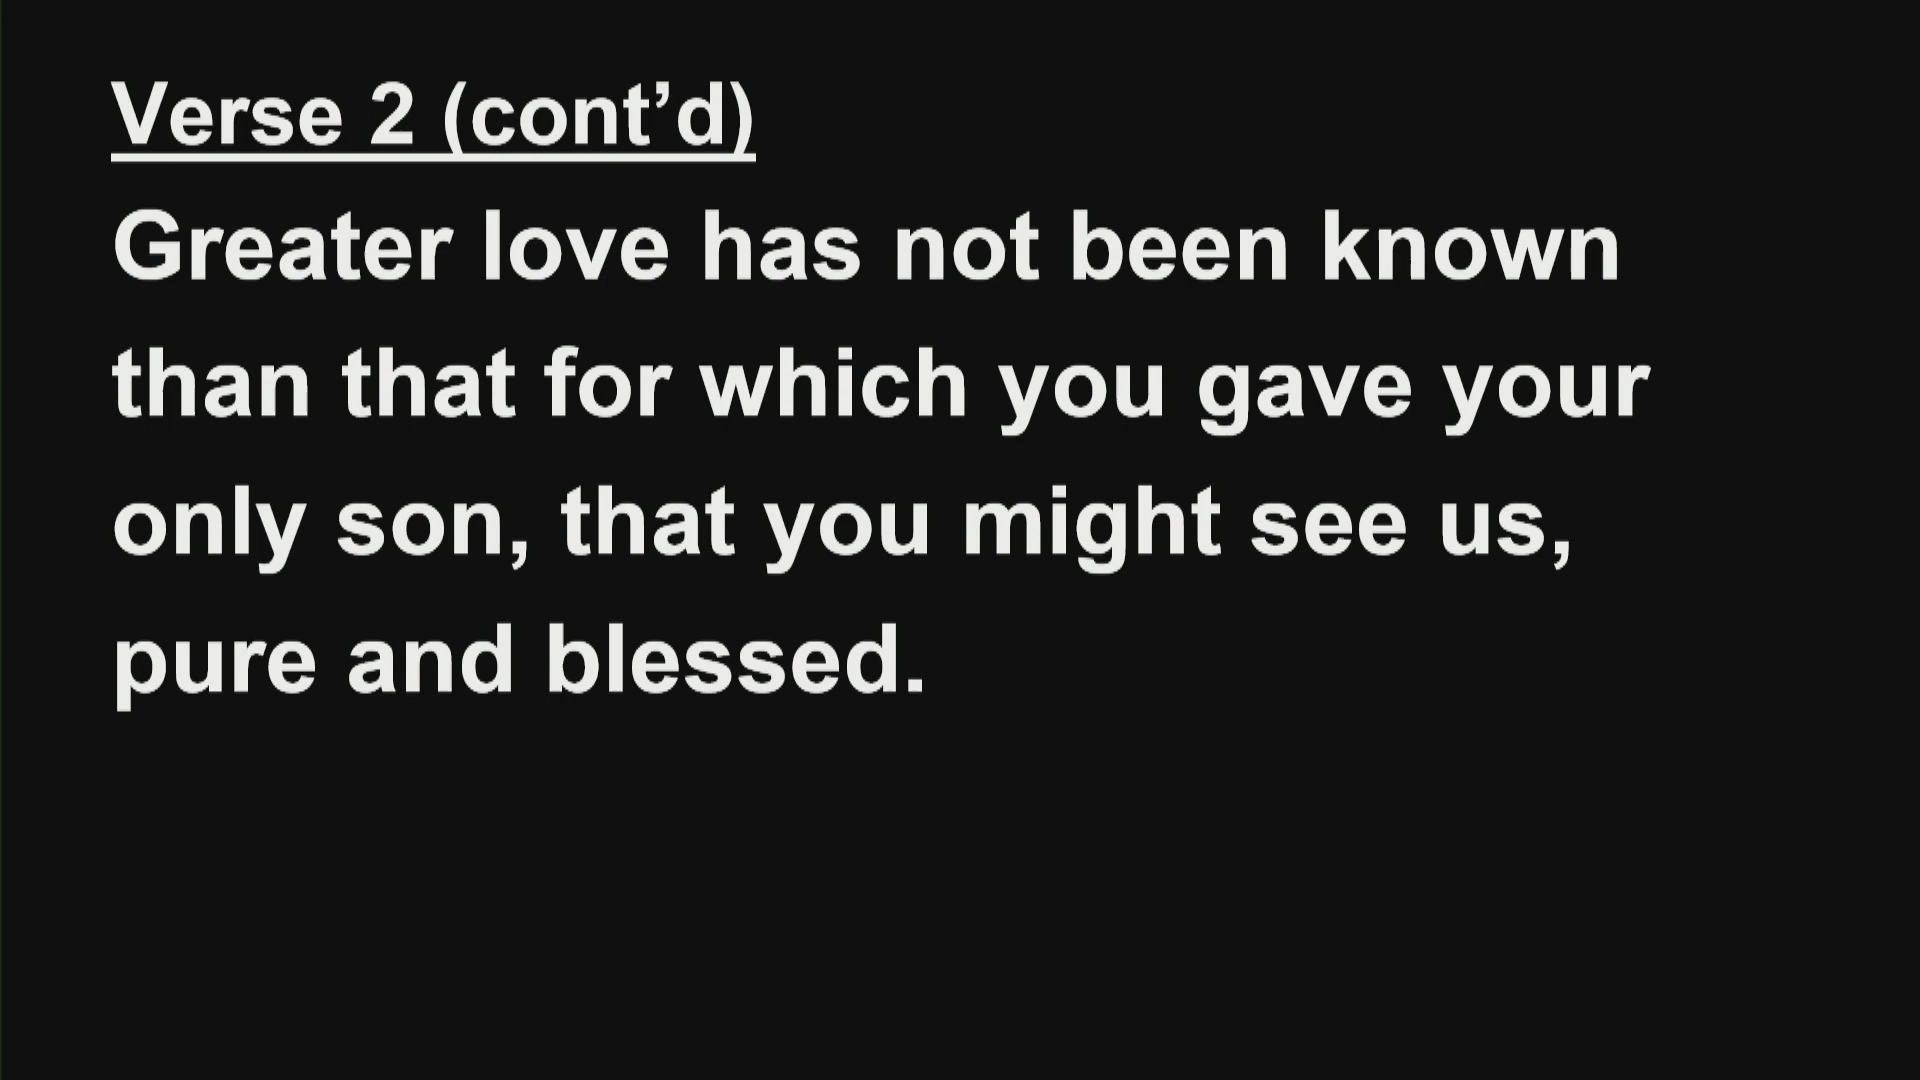 Verse 2 (cont’d)
Greater love has not been known
than that for which you gave your
only son, that you might see us,
pure and blessed.